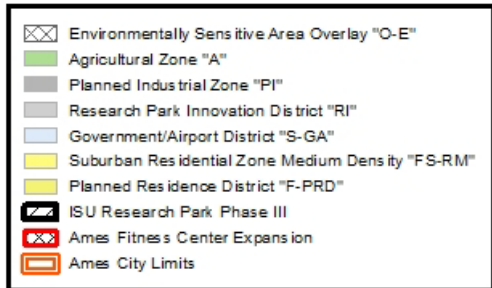 Environmentally Sensitive Area Overlay "O-E"
Agricultural Zone "A"
Planned Industrial Zone "PI"
Research Park Innovation District "RI"
Government/Airport District "S-GA"
Suburban Residential Zone Medium Density "FS-RM"
Planned Residence District "F-PRD"
ISU Research Park Phase III
Ames Fitness Center Expansion
Ames City Limits